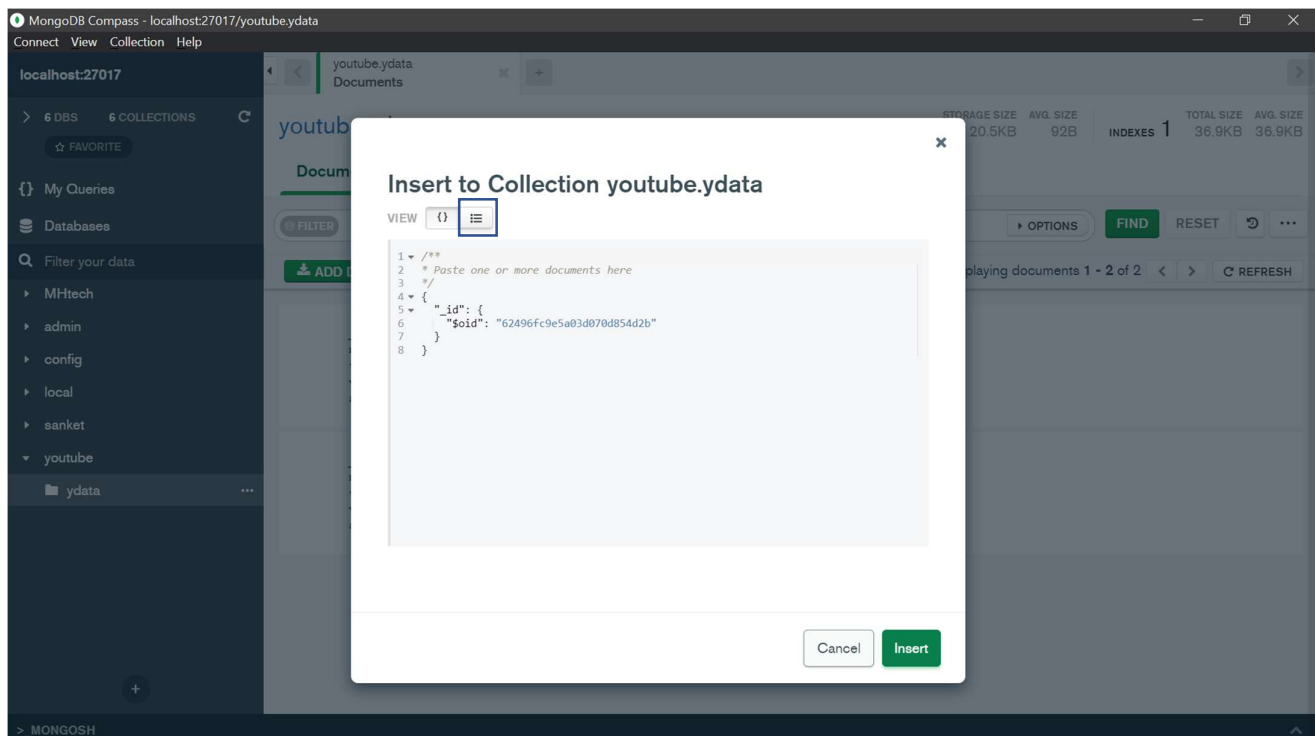 MongoDB Compass - localhost:27017/youtube.ydata
Connect View Collection Help
localhost:27017
youtube.ydata
Documents
6 DBS 6 COLLECTIONS
FAVORITE
{} My Queries
Databases
Filter your data
MHtech
admin
config
local
sanket
youtube
ydata
youtub
STORAGE SIZE AVG. SIZE
20.5KB 92B
INDEXES 1
TOTAL SIZE AVG. SIZE
36.9KB 36.9KB
Docum
FILTER
OPTIONS
FIND
RESET
ADD D
playing documents 1 - 2 of 2
REFRESH
Insert to Collection youtube.ydata
VIEW {}
1 /**
2 * Paste one or more documents here
3 */
4 {
5 "_id": {
6 "$oid": "62496fc9e5a03d070d854d2b"
7 }
8 }
Cancel
Insert
> MONGOSH